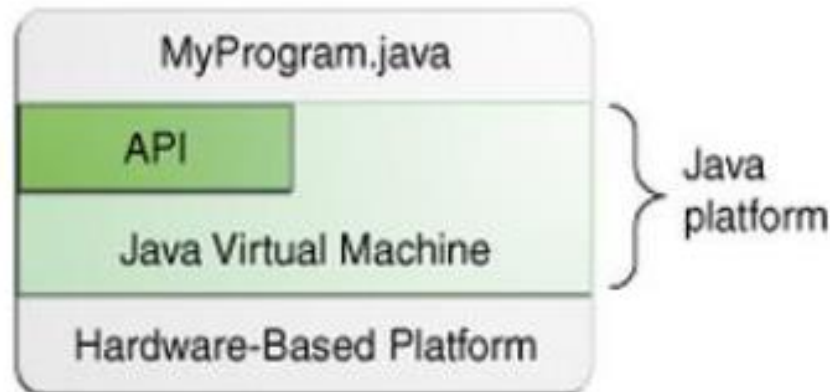 MyProgram.java
API
Java Virtual Machine
Hardware-Based Platform
Java
platform